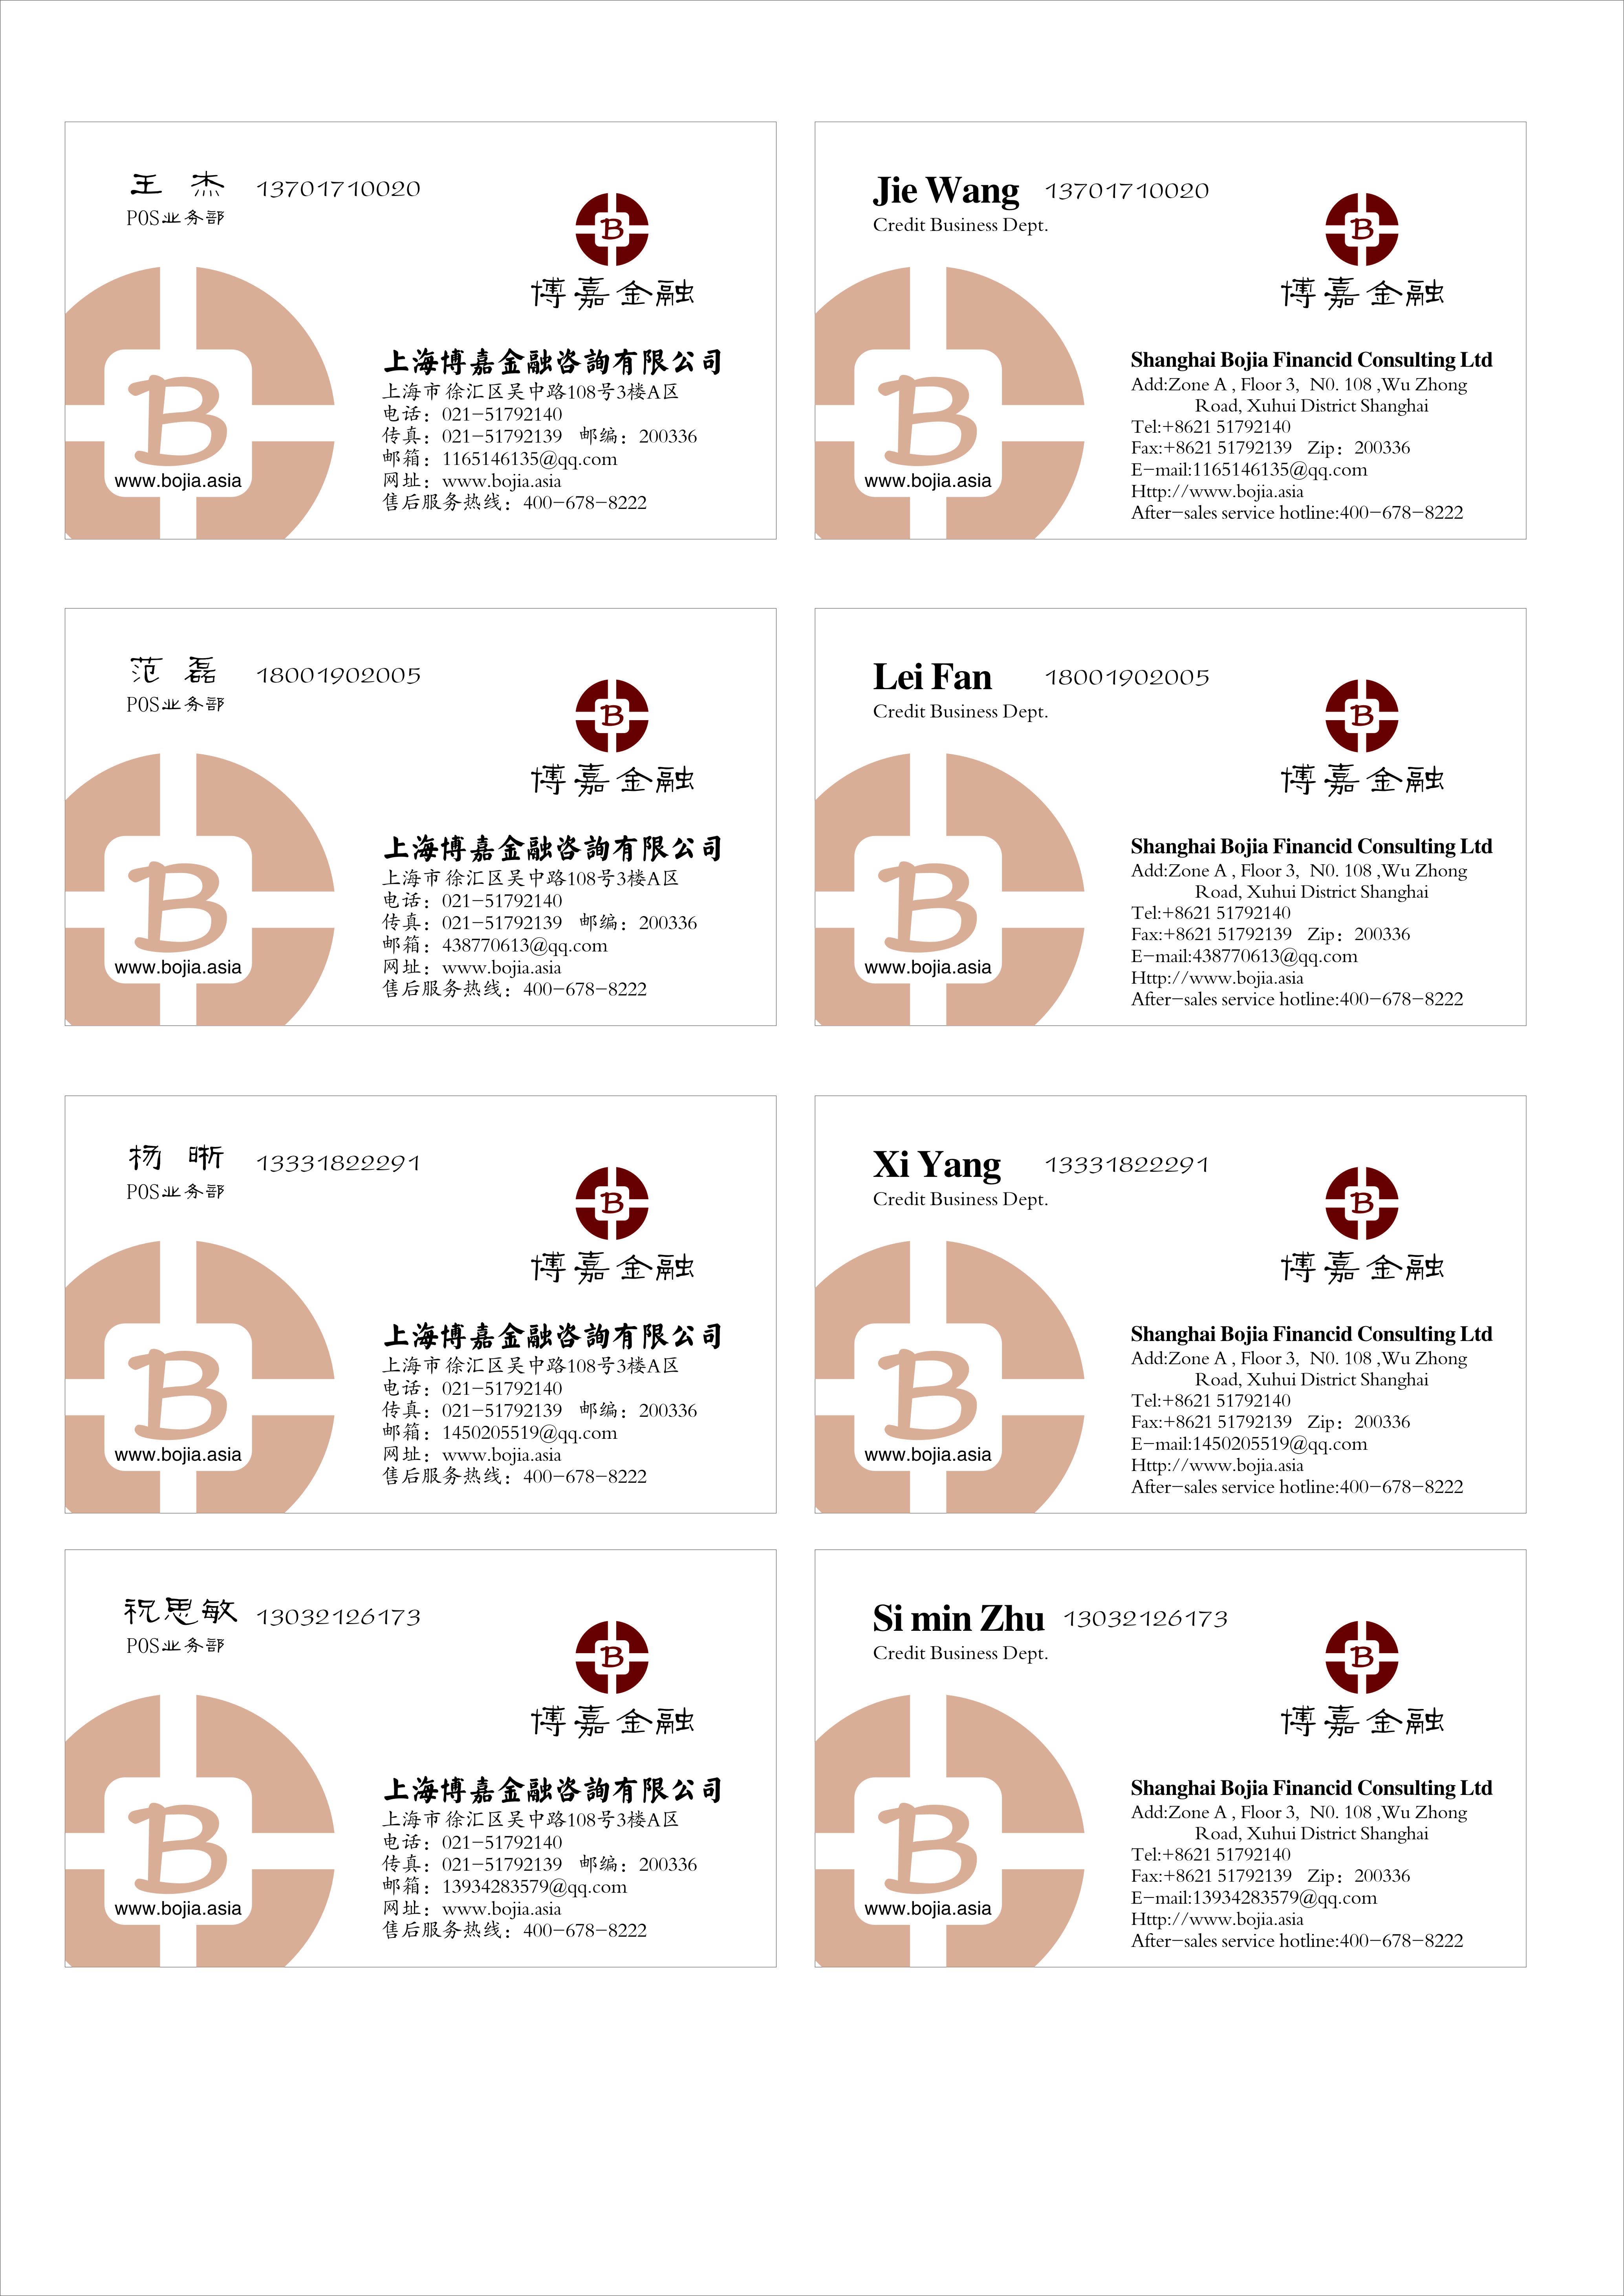 王 杰 13701710020
POS业务部
B
博嘉金融
上海博嘉金融咨詢有限公司
上海市徐汇区吴中路108号3楼A区
电话：021-51792140
传真：021-51792139 邮编：200336
邮箱：1165146135@qq.com
网址：www.bojia.asia
售后服务热线：400-678-8222
B
www.bojia.asia
Jie Wang 13701710020
Credit Business Dept.
B
博嘉金融
Shanghai Bojia Financid Consulting Ltd
Add:Zone A , Floor 3, N0. 108 ,Wu Zhong
Road, Xuhui District Shanghai
Tel:+8621 51792140
Fax:+8621 51792139 Zip：200336
E-mail:1165146135@qq.com
Http://www.bojia.asia
After-sales service hotline:400-678-8222
B
www.bojia.asia
范 磊 18001902005
POS业务部
B
博嘉金融
上海博嘉金融咨詢有限公司
上海市徐汇区吴中路108号3楼A区
电话：021-51792140
传真：021-51792139 邮编：200336
邮箱：438770613@qq.com
网址：www.bojia.asia
售后服务热线：400-678-8222
B
www.bojia.asia
Lei Fan 18001902005
Credit Business Dept.
B
博嘉金融
Shanghai Bojia Financid Consulting Ltd
Add:Zone A , Floor 3, N0. 108 ,Wu Zhong
Road, Xuhui District Shanghai
Tel:+8621 51792140
Fax:+8621 51792139 Zip：200336
E-mail:438770613@qq.com
Http://www.bojia.asia
After-sales service hotline:400-678-8222
B
www.bojia.asia
杨 晰 13331822291
POS业务部
B
博嘉金融
上海博嘉金融咨詢有限公司
上海市徐汇区吴中路108号3楼A区
电话：021-51792140
传真：021-51792139 邮编：200336
邮箱：1450205519@qq.com
网址：www.bojia.asia
售后服务热线：400-678-8222
B
www.bojia.asia
Xi Yang 13331822291
Credit Business Dept.
B
博嘉金融
Shanghai Bojia Financid Consulting Ltd
Add:Zone A , Floor 3, N0. 108 ,Wu Zhong
Road, Xuhui District Shanghai
Tel:+8621 51792140
Fax:+8621 51792139 Zip：200336
E-mail:1450205519@qq.com
Http://www.bojia.asia
After-sales service hotline:400-678-8222
B
www.bojia.asia
祝思敏 13032126173
POS业务部
B
博嘉金融
上海博嘉金融咨詢有限公司
上海市徐汇区吴中路108号3楼A区
电话：021-51792140
传真：021-51792139 邮编：200336
邮箱：13934283579@qq.com
网址：www.bojia.asia
售后服务热线：400-678-8222
B
www.bojia.asia
Si min Zhu 13032126173
Credit Business Dept.
B
博嘉金融
Shanghai Bojia Financid Consulting Ltd
Add:Zone A , Floor 3, N0. 108 ,Wu Zhong
Road, Xuhui District Shanghai
Tel:+8621 51792140
Fax:+8621 51792139 Zip：200336
E-mail:13934283579@qq.com
Http://www.bojia.asia
After-sales service hotline:400-678-8222
B
www.bojia.asia